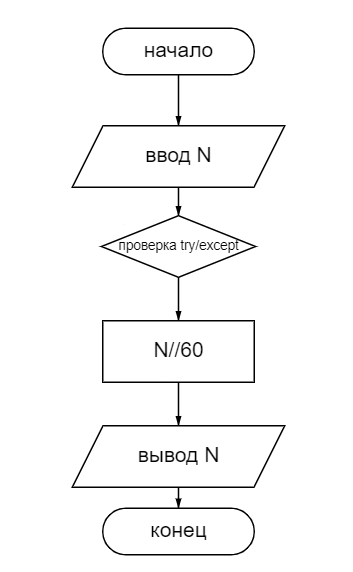 начало
ввод N
проверка try/except
N//60
вывод N
конец